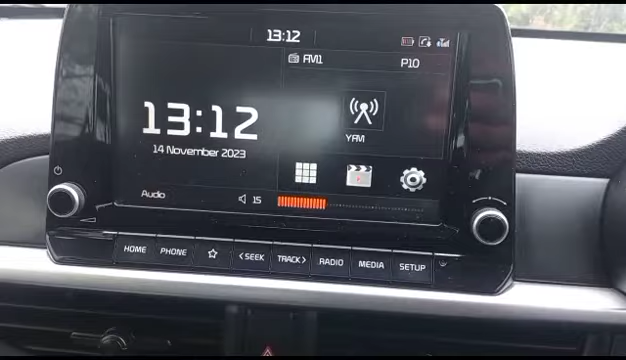 13:12
FM1
P10
13:12
14 November 2023
YFM
Audio
15
HOME
PHONE
< SEEK
TRACK >
RADIO
MEDIA
SETUP